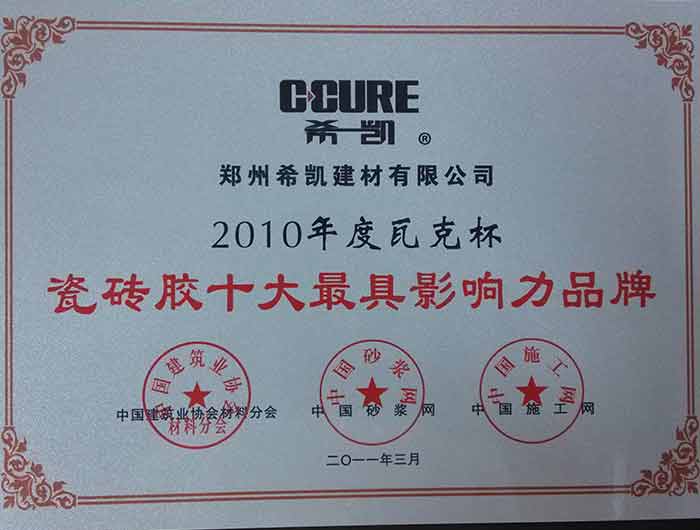 C-CURE
希凯®
郑州希凯建材有限公司
2010年度瓦克杯
瓷砖胶十大最具影响力品牌
中国建筑业协会
材料分会
中国砂浆网
中国施工网
中国建筑业协会材料分会
中国砂浆网
中国施工网
二〇一一年三月